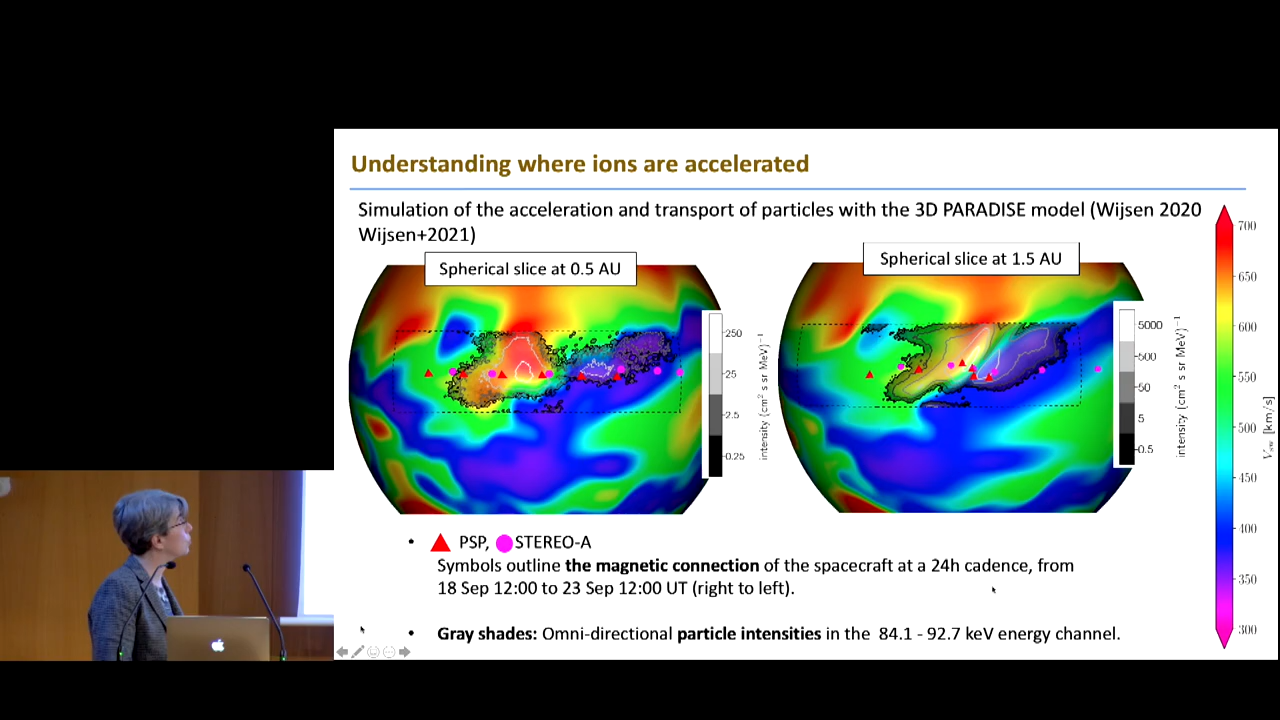 Understanding where ions are accelerated
Simulation of the acceleration and transport of particles with the 3D PARADISE model (Wijsen 2020
Wijsen+2021)
Spherical slice at 0.5 AU
Spherical slice at 1.5 AU
250
25
2.5
0.25
intensity (cm² s sr MeV)⁻¹
5000
500
50
5
0.5
intensity (cm² s sr MeV)⁻¹
700
650
600
550
500
450
400
350
300
Vsw [km/s]
• PSP, STEREO-A
Symbols outline the magnetic connection of the spacecraft at a 24h cadence, from
18 Sep 12:00 to 23 Sep 12:00 UT (right to left).
• Gray shades: Omni-directional particle intensities in the 84.1 - 92.7 keV energy channel.